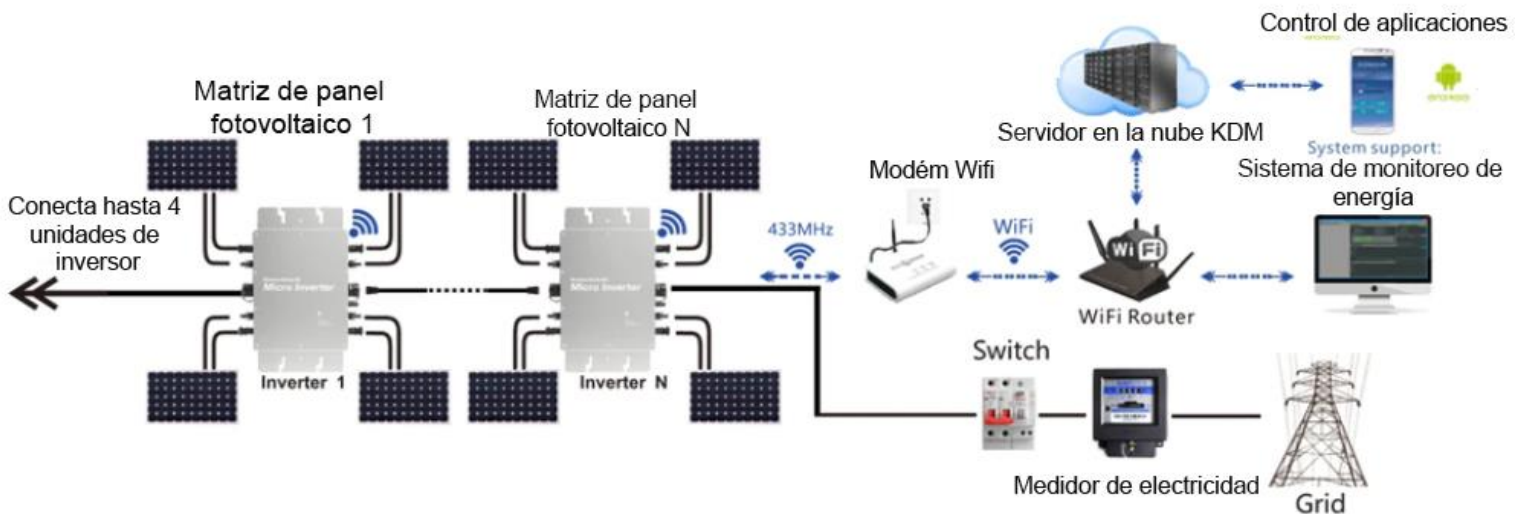 Control de aplicaciones
android
Matriz de panel
fotovoltaico 1
Matriz de panel
fotovoltaico N
Servidor en la nube KDM
System support:
Sistema de monitoreo de
energía
Modém Wifi
Conecta hasta 4
unidades de
inversor
433MHz
WiFi
WiFi
Micro Inverter
Micro Inverter
WiFi Router
Inverter 1
Inverter N
Switch
Medidor de electricidad
Grid